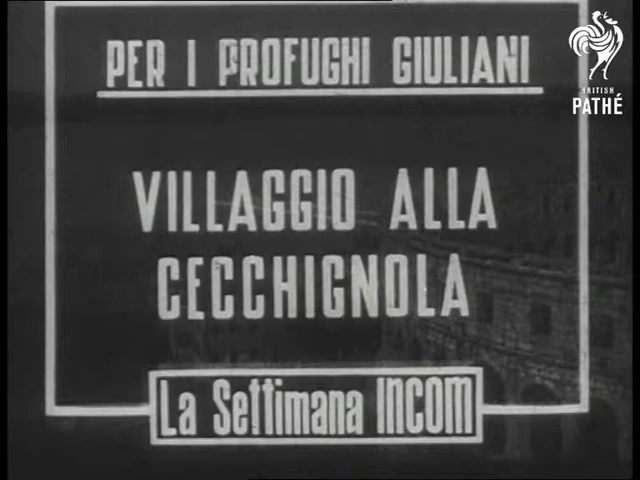 PER I PROFUGHI GIULIANI
BRITISH
PATHÉ
VILLAGGIO ALLA
CECCHIGNOLA
La Settimana INCOM